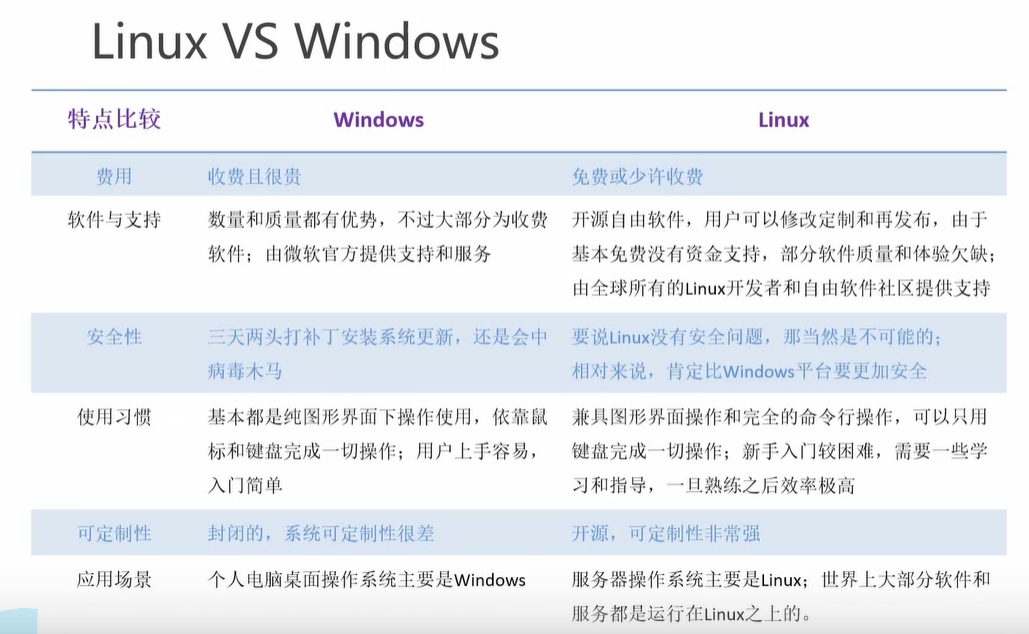 Linux VS Windows
特点比较 Windows Linux
费用 收费且很贵 免费或少许收费
软件与支持 数量和质量都有优势，不过大部分为收费 开源自由软件，用户可以修改定制和再发布，由于
软件；由微软官方提供支持和服务 基本免费没有资金支持，部分软件质量和体验欠缺；
由全球所有的Linux开发者和自由软件社区提供支持
安全性 三天两头打补丁安装系统更新，还是会中 要说Linux没有安全问题，那当然是不可能的；
病毒木马 相对来说，肯定比Windows平台要更加安全
使用习惯 基本都是纯图形界面下操作使用，依靠鼠 兼具图形界面操作和完全的命令行操作，可以只用
标和键盘完成一切操作；用户上手容易， 键盘完成一切操作；新手入门较困难，需要一些学
入门简单 习和指导，一旦熟练之后效率极高
可定制性 封闭的，系统可定制性很差 开源，可定制性非常强
应用场景 个人电脑桌面操作系统主要是Windows 服务器操作系统主要是Linux；世界上大部分软件和
服务都是运行在Linux之上的。